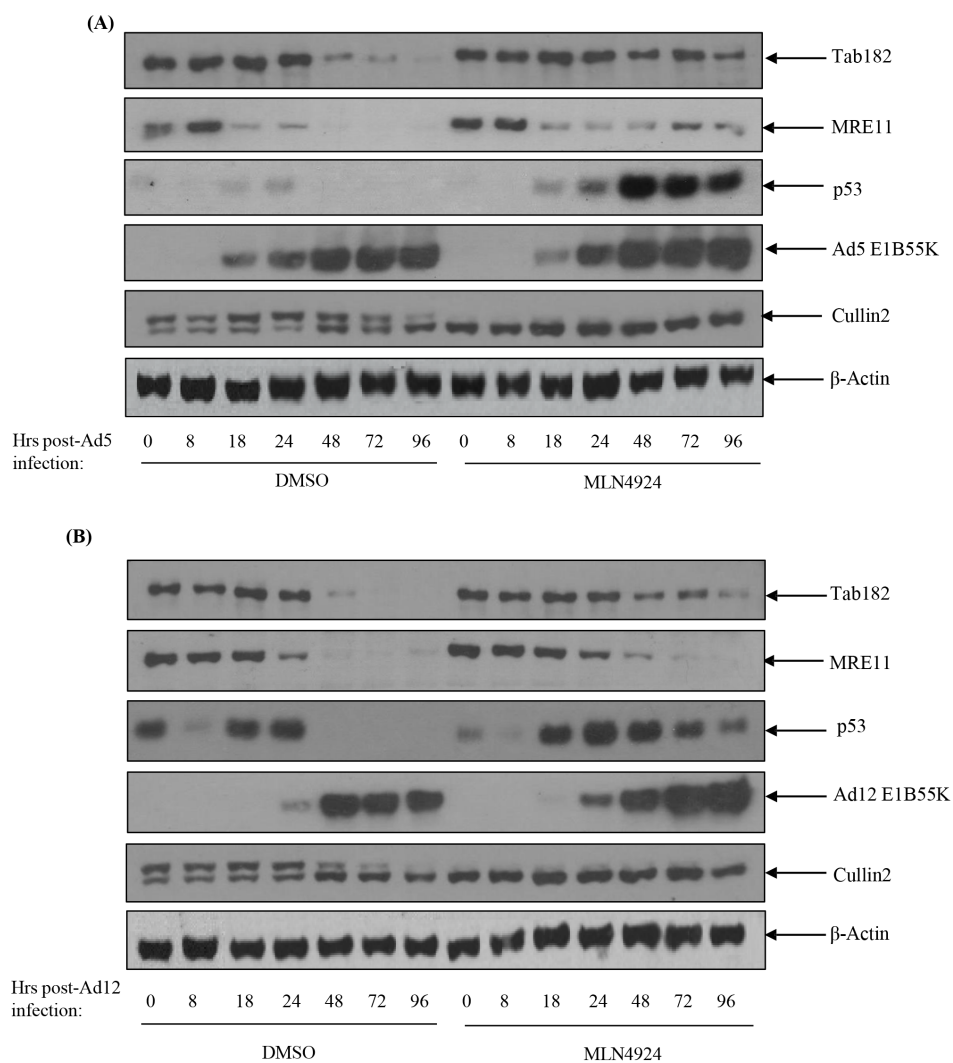 (A)
Tab182
MRE11
p53
Ad5 E1B55K
Cullin2
β-Actin
Hrs post-Ad5 infection:
0 8 18 24 48 72 96 0 8 18 24 48 72 96
DMSO MLN4924
(B)
Tab182
MRE11
p53
Ad12 E1B55K
Cullin2
β-Actin
Hrs post-Ad12 infection:
0 8 18 24 48 72 96 0 8 18 24 48 72 96
DMSO MLN4924